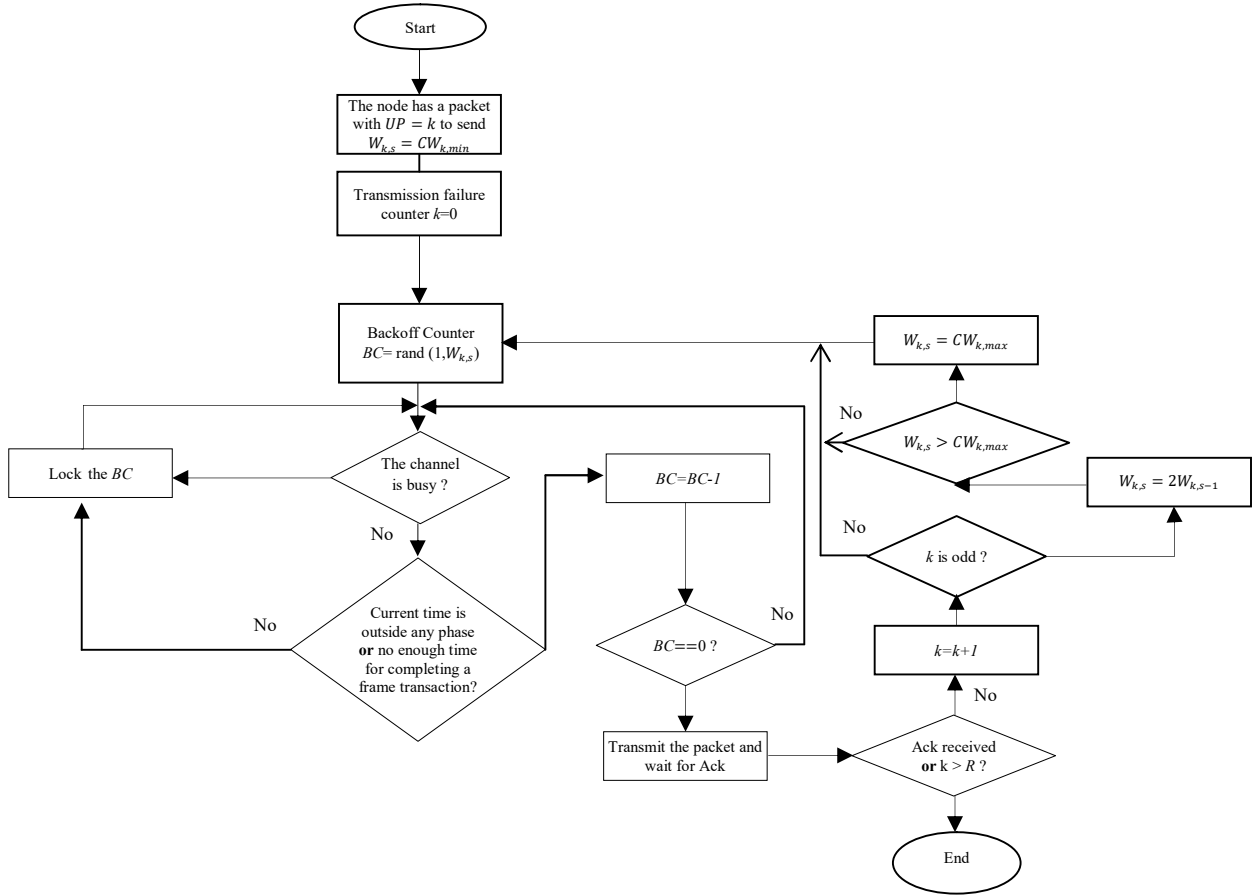 Start
The node has a packet
with UP = k to send
W_{k,s} = CW_{k,min}
Transmission failure
counter k=0
Backoff Counter
BC= rand (1,W_{k,s})
W_{k,s} = CW_{k,max}
No
W_{k,s} > CW_{k,max}
Lock the BC
The channel
is busy ?
BC=BC-1
W_{k,s} = 2W_{k,s-1}
No
No
k is odd ?
Current time is
outside any phase
or no enough time
for completing a
frame transaction?
No
No
BC==0 ?
k=k+1
No
Transmit the packet and
wait for Ack
Ack received
or k > R ?
End